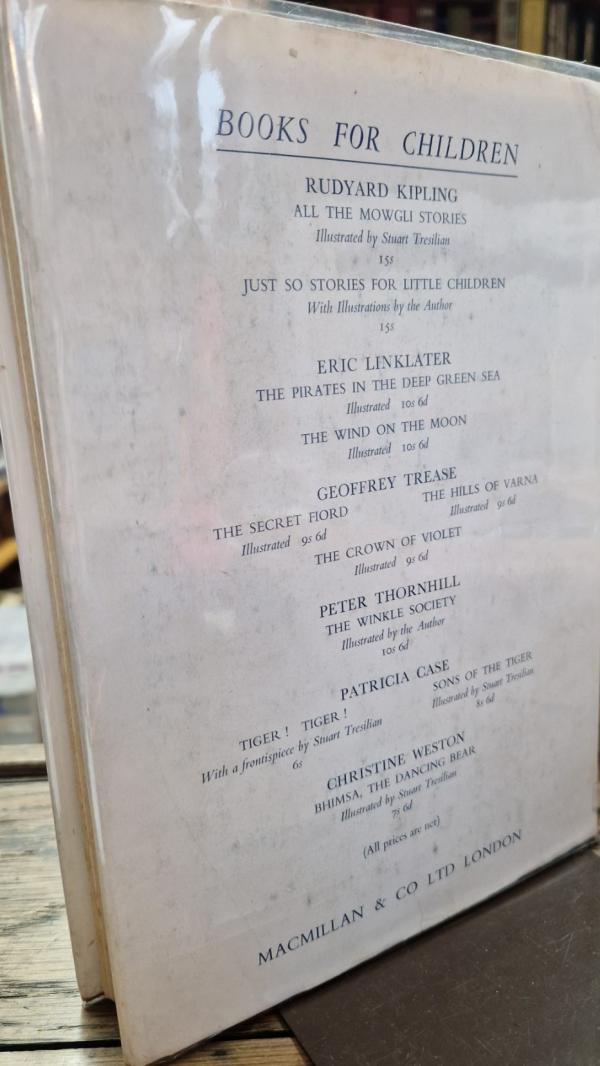 BOOKS FOR CHILDREN
RUDYARD KIPLING
ALL THE MOWGLI STORIES
Illustrated by Stuart Tresilian
15s
JUST SO STORIES FOR LITTLE CHILDREN
With Illustrations by the Author
15s
ERIC LINKLATER
THE PIRATES IN THE DEEP GREEN SEA
Illustrated 10s 6d
THE WIND ON THE MOON
Illustrated 10s 6d
GEOFFREY TREASE
THE SECRET FIORD
Illustrated 9s 6d
THE HILLS OF VARNA
Illustrated 9s 6d
THE CROWN OF VIOLET
Illustrated 9s 6d
PETER THORNHILL
THE WINKLE SOCIETY
Illustrated by the Author
10s 6d
PATRICIA CASE
TIGER! TIGER!
With a frontispiece by Stuart Tresilian
6s
SONS OF THE TIGER
Illustrated by Stuart Tresilian
8s 6d
CHRISTINE WESTON
BHIMSA, THE DANCING BEAR
Illustrated by Stuart Tresilian
7s 6d
(All prices are net)
MACMILLAN & CO LTD LONDON